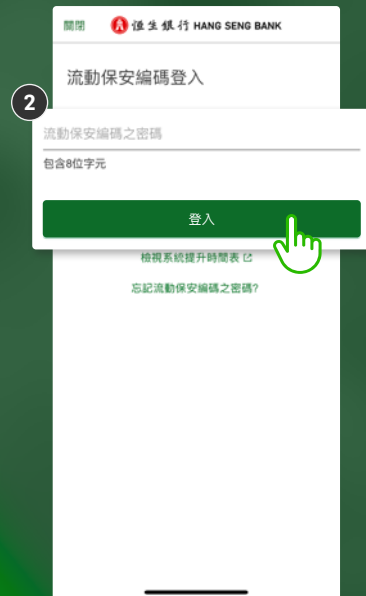 關閉 恒生銀行 HANG SENG BANK
流動保安編碼登入
2
流動保安編碼之密碼
包含8位字元
登入
檢視系統提升時間表
忘記流動保安編碼之密碼?